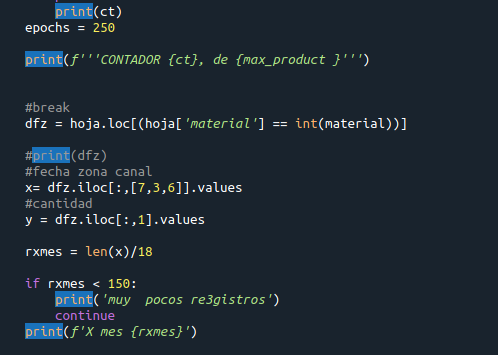 print(ct)
epochs = 250
print(f'''CONTADOR {ct}, de {max_product }''')
#break
dfz = hoja.loc[(hoja['material'] == int(material))]
#print(dfz)
#fecha zona canal
x= dfz.iloc[:,[7,3,6]].values
#cantidad
y = dfz.iloc[:,1].values
rxmes = len(x)/18
if rxmes < 150:
print('muy  pocos re3gistros')
continue
print(f'X mes {rxmes}')